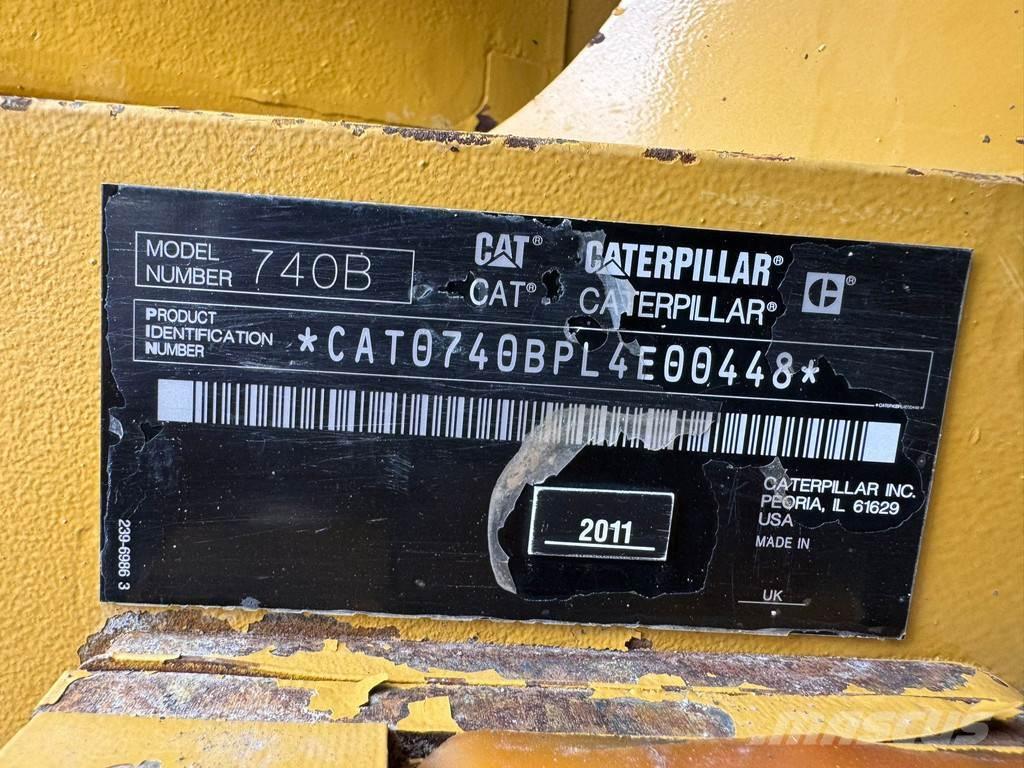 MODEL
NUMBER 740B
CAT® CATERPILLAR® ®
CAT® CATERPILLAR®
PRODUCT
IDENTIFICATION
NUMBER
*CAT0740BPL4E00448*
CATERPILLAR INC.
PEORIA, IL 61629
USA
MADE IN
UK
2011
239-6986 3
MASCUS